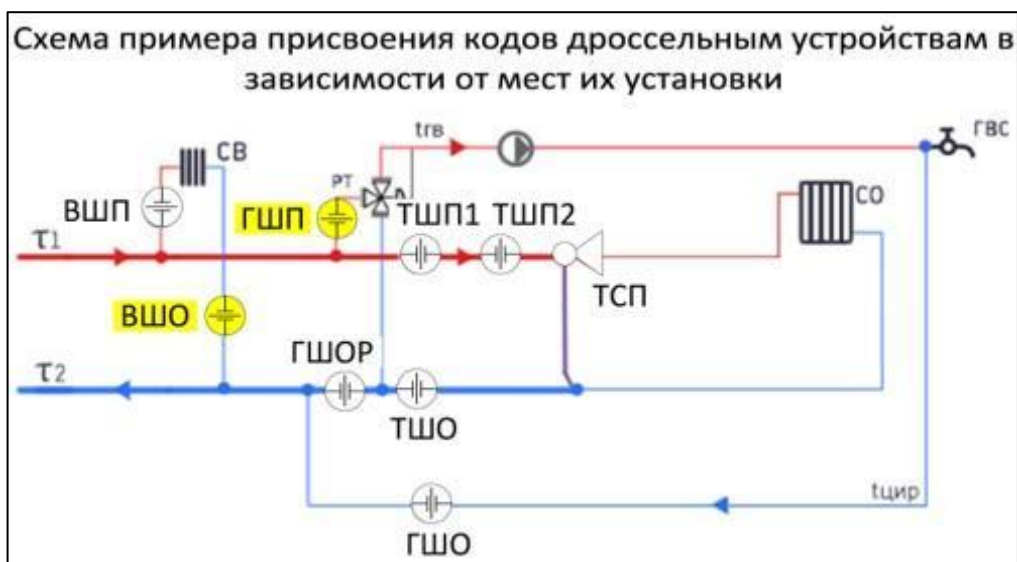 Схема примера присвоения кодов дроссельным устройствам в
зависимости от мест их установки
tгв
ГВС
СВ
РТ
ВШП
ГШП
ТШП1
ТШП2
СО
τ1
ТСП
ВШО
ГШОР
τ2
ТШО
tцир
ГШО